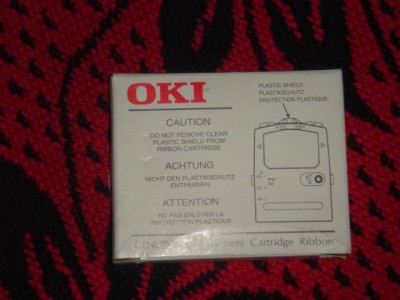 OKI
CAUTION
DO NOT REMOVE CLEAR
PLASTIC SHIELD FROM
RIBBON CARTRIDGE
ACHTUNG
NICHT DEN PLASTIKSCHUTZ
ENTFERNEN
ATTENTION
NE PAS ENLEVER LA
PROTECTION PLASTIQUE
PLASTIC SHIELD
PLASTIKSCHUTZ
PROTECTION PLASTIQUE
Cartridge Ribbon